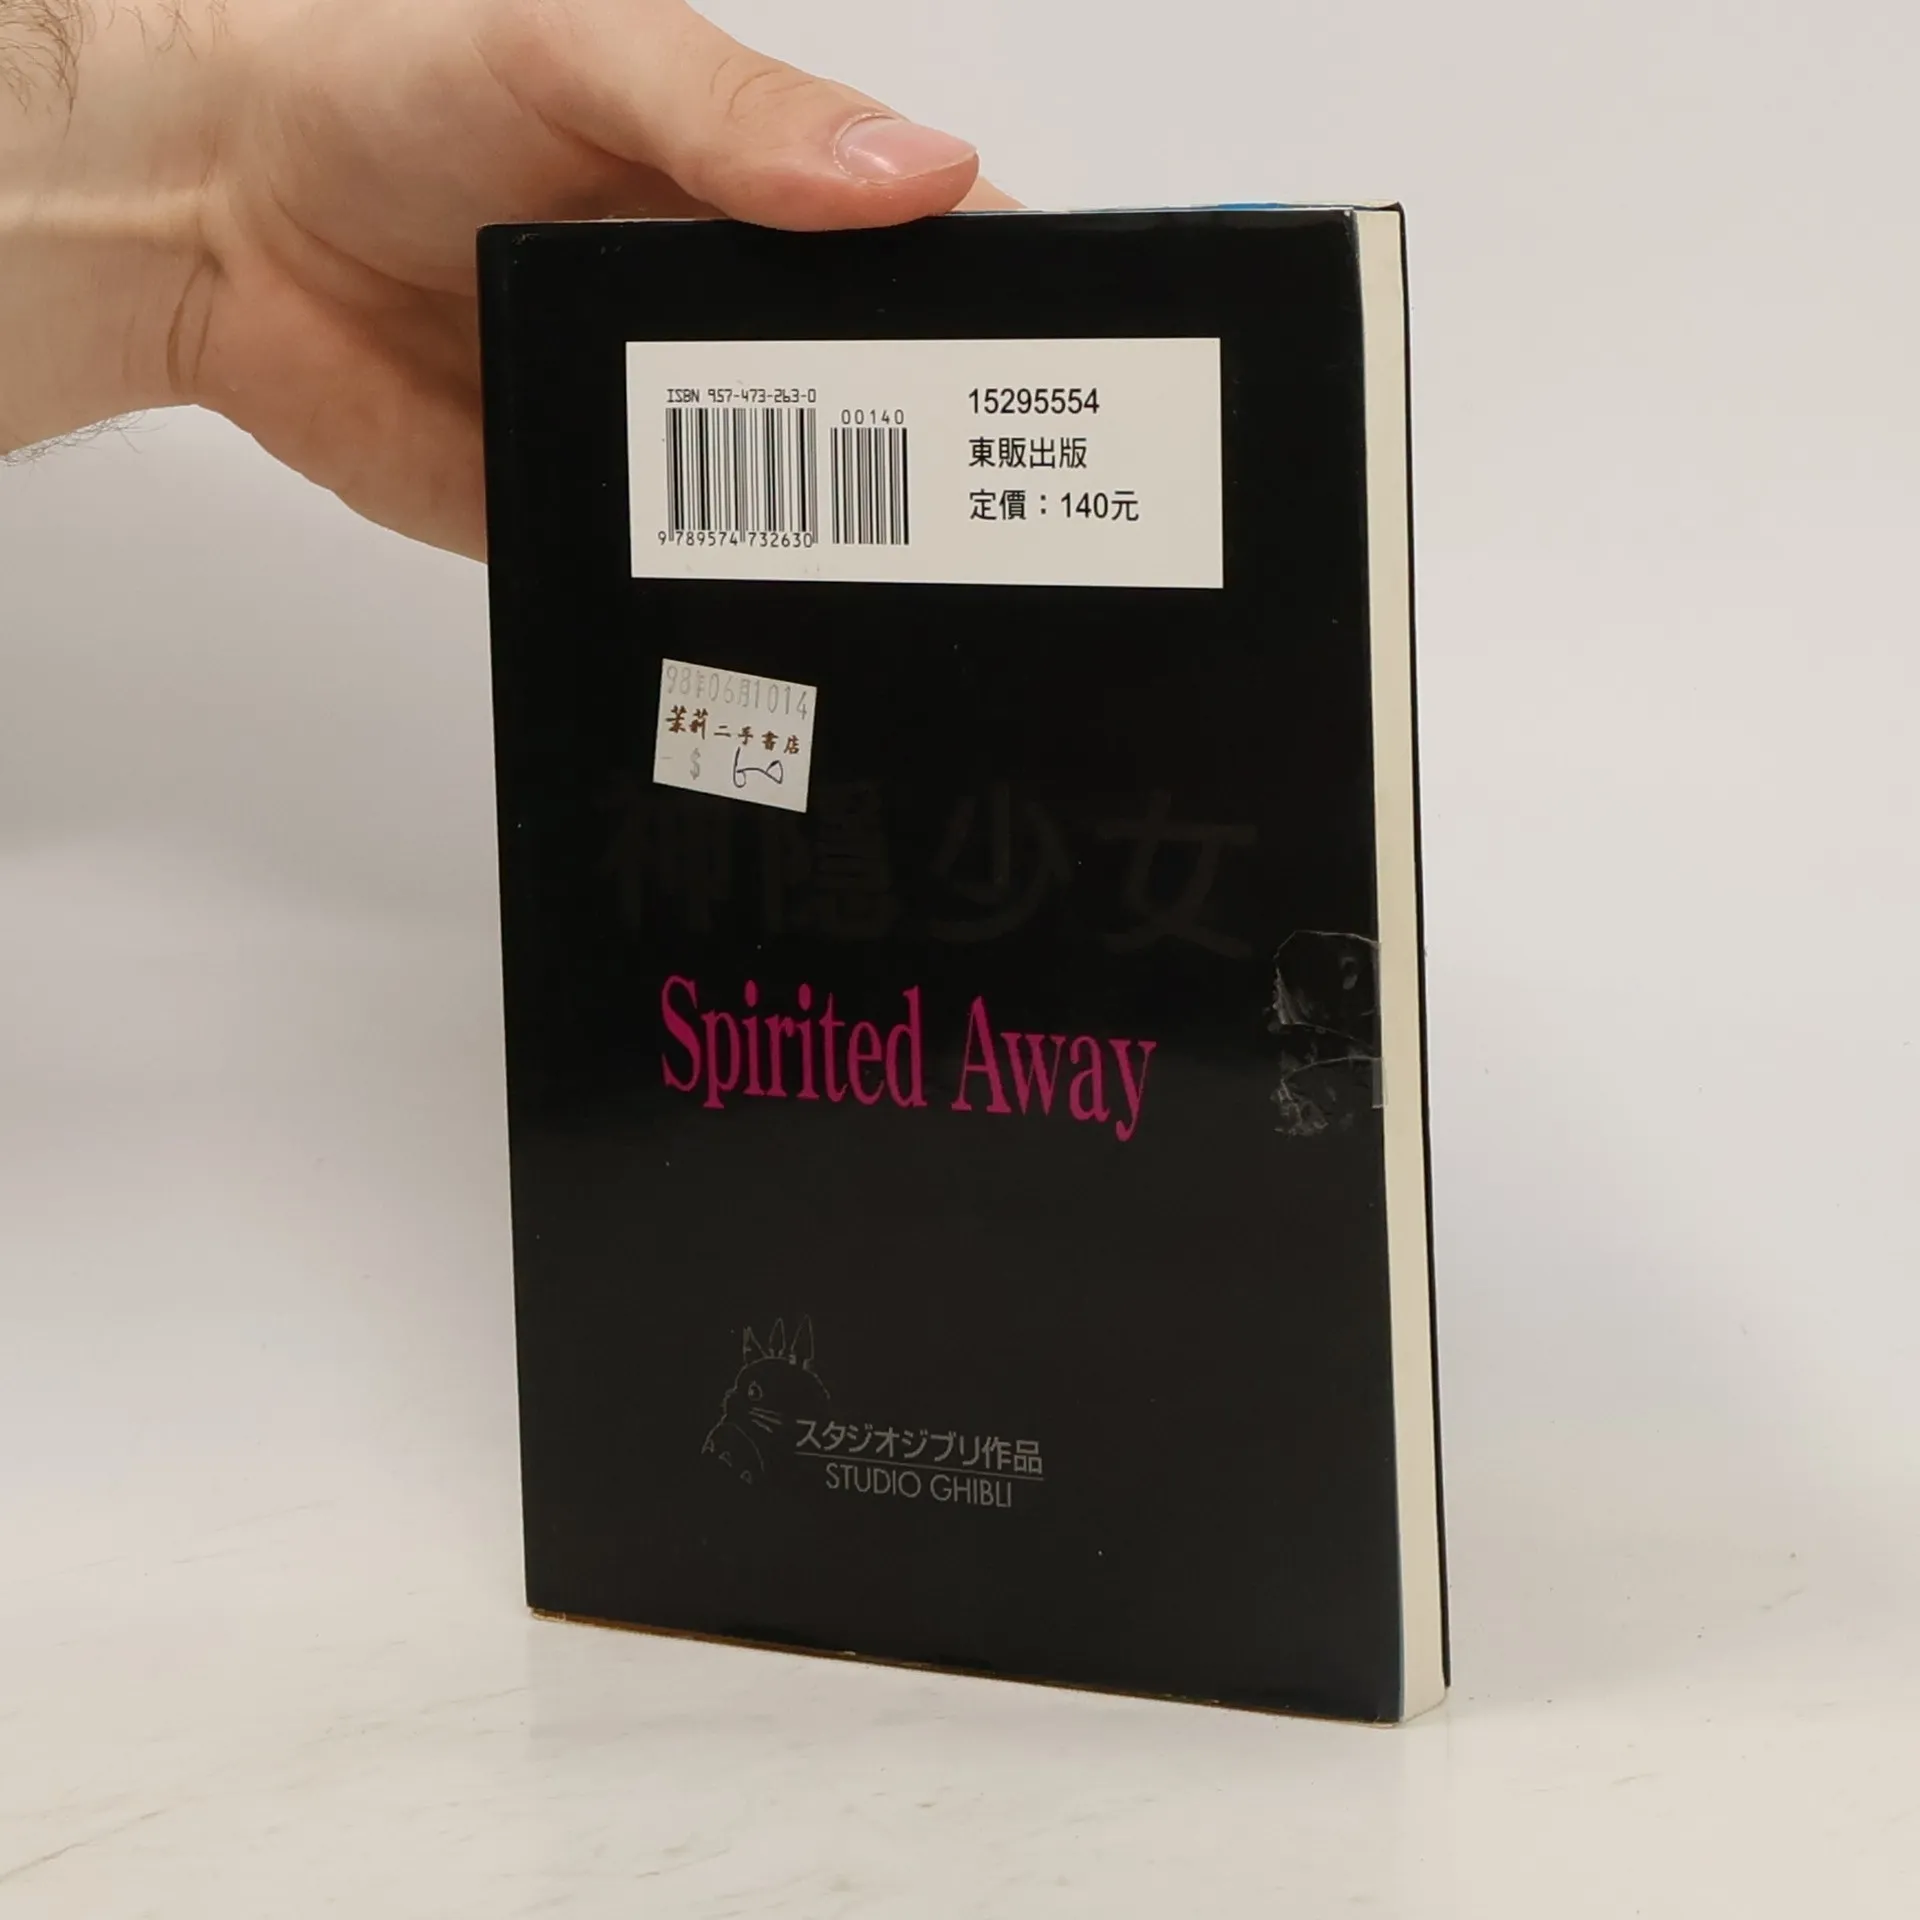 ISBN 957-473-263-0
00140
9 789574 732630
15295554
東販出版
定價：140元
98年06月1014
茉莉二手書店
$ 60
神隱少女
Spirited Away
スタジオジブリ作品
STUDIO GHIBLI